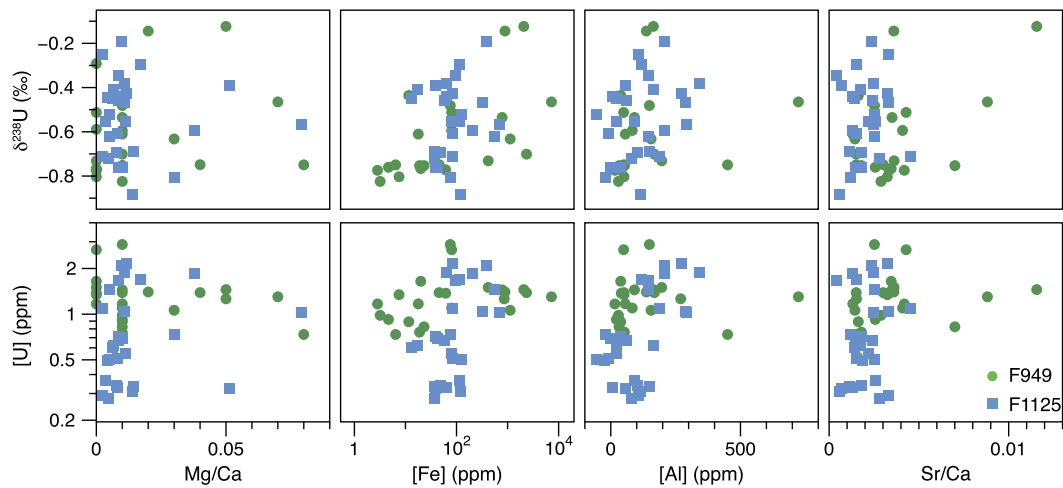 −0.2
−0.4
−0.6
−0.8
δ²³⁸U (‰)
2
1
0.5
0.2
[U] (ppm)
F949
F1125
0 0.05 1 10² 10⁴ 0 500 0 0.01
Mg/Ca [Fe] (ppm) [Al] (ppm) Sr/Ca